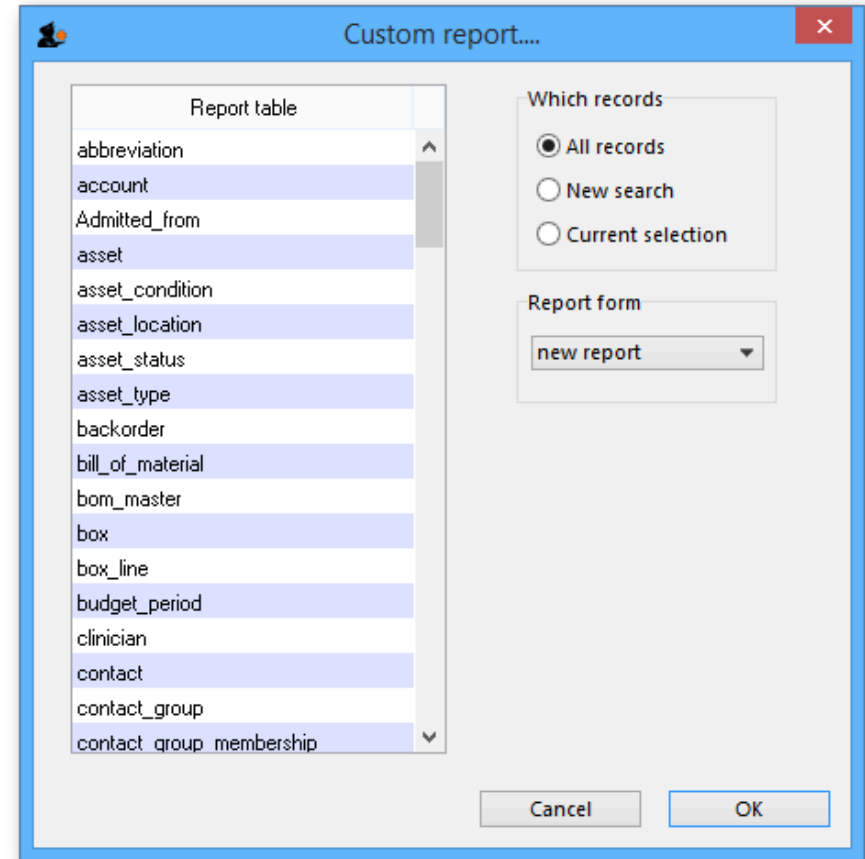 Custom report....
Report table
abbreviation
account
Admitted_from
asset
asset_condition
asset_location
asset_status
asset_type
backorder
bill_of_material
bom_master
box
box_line
budget_period
clinician
contact
contact_group
contact_group_membership
Which records
All records
New search
Current selection
Report form
new report
Cancel
OK